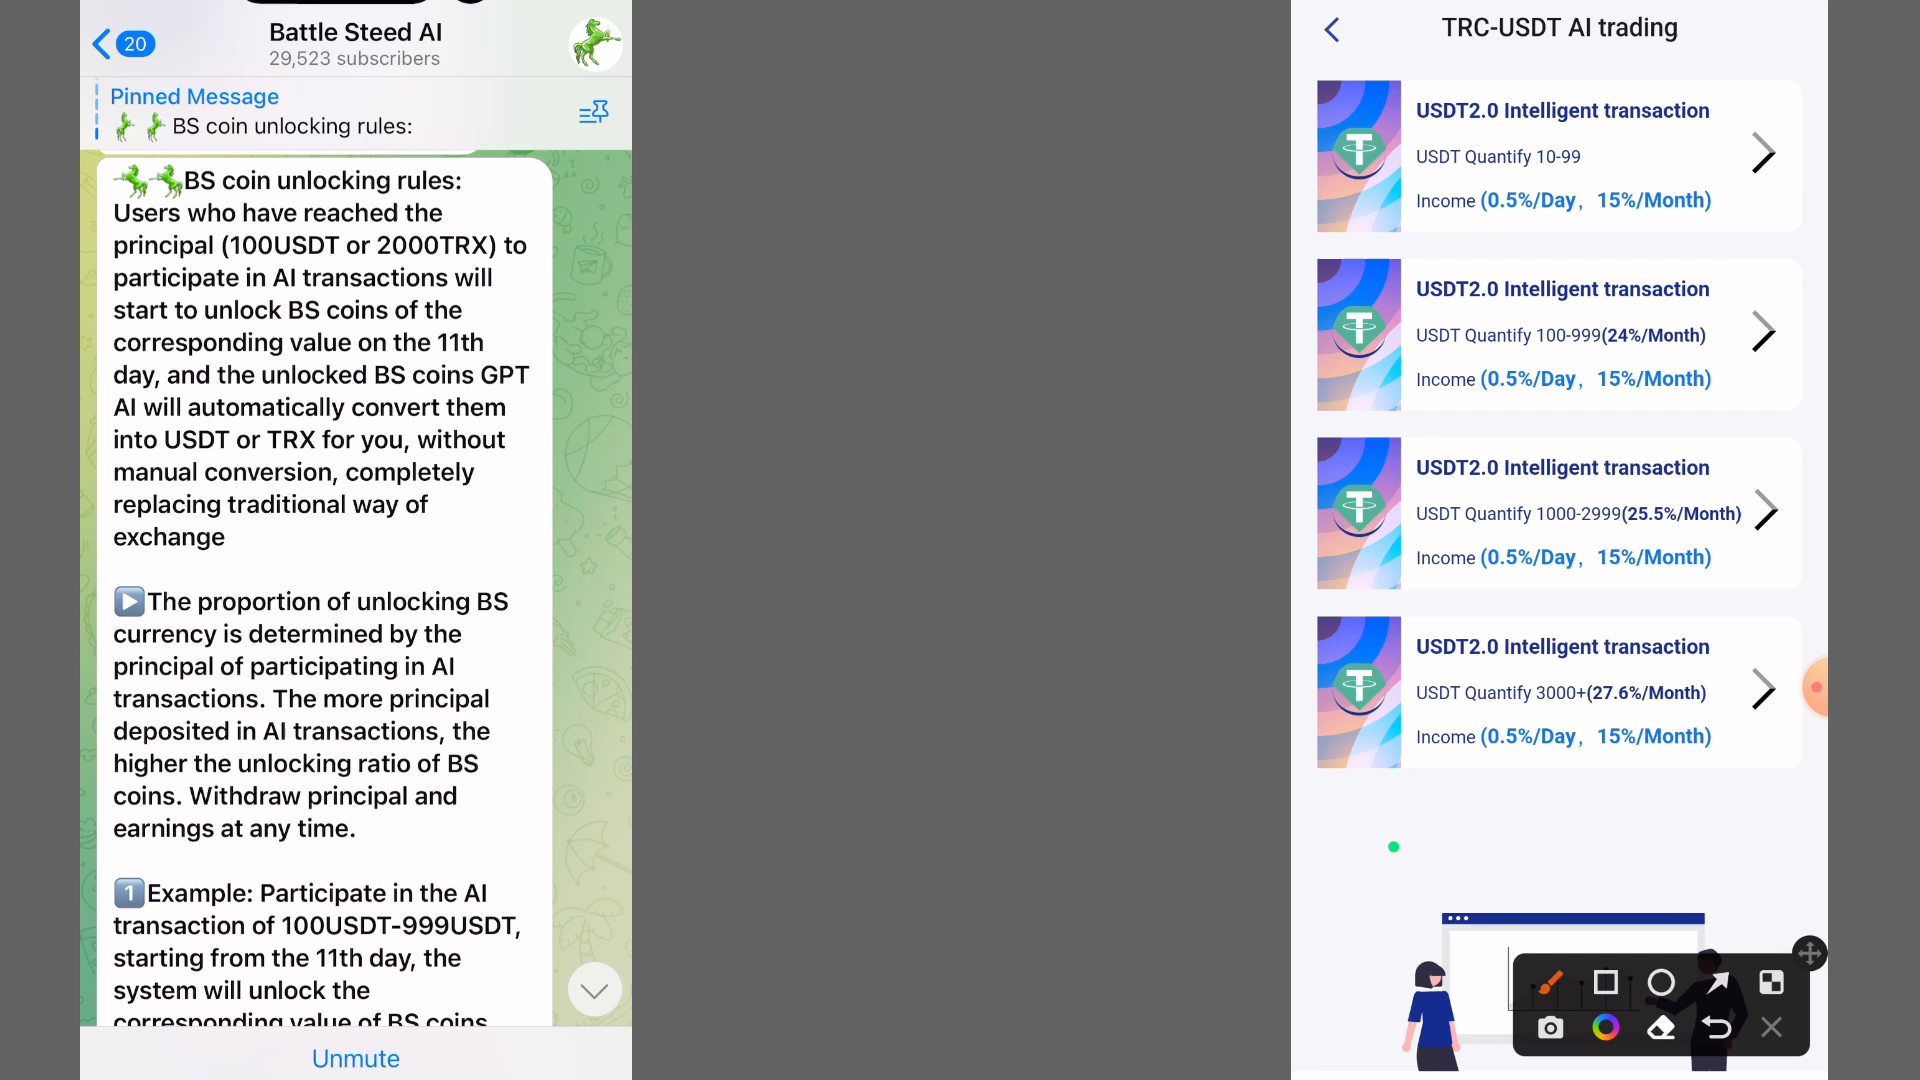 20
Battle Steed AI
29,523 subscribers
Pinned Message
BS coin unlocking rules:
BS coin unlocking rules:
Users who have reached the
principal (100USDT or 2000TRX) to
participate in AI transactions will
start to unlock BS coins of the
corresponding value on the 11th
day, and the unlocked BS coins GPT
AI will automatically convert them
into USDT or TRX for you, without
manual conversion, completely
replacing traditional way of
exchange
The proportion of unlocking BS
currency is determined by the
principal of participating in AI
transactions. The more principal
deposited in AI transactions, the
higher the unlocking ratio of BS
coins. Withdraw principal and
earnings at any time.
1 Example: Participate in the AI
transaction of 100USDT-999USDT,
starting from the 11th day, the
system will unlock the
corresponding value of BS coins
Unmute
TRC-USDT AI trading
USDT2.0 Intelligent transaction
USDT Quantify 10-99
Income (0.5%/Day, 15%/Month)
USDT2.0 Intelligent transaction
USDT Quantify 100-999(24%/Month)
Income (0.5%/Day, 15%/Month)
USDT2.0 Intelligent transaction
USDT Quantify 1000-2999(25.5%/Month)
Income (0.5%/Day, 15%/Month)
USDT2.0 Intelligent transaction
USDT Quantify 3000+(27.6%/Month)
Income (0.5%/Day, 15%/Month)